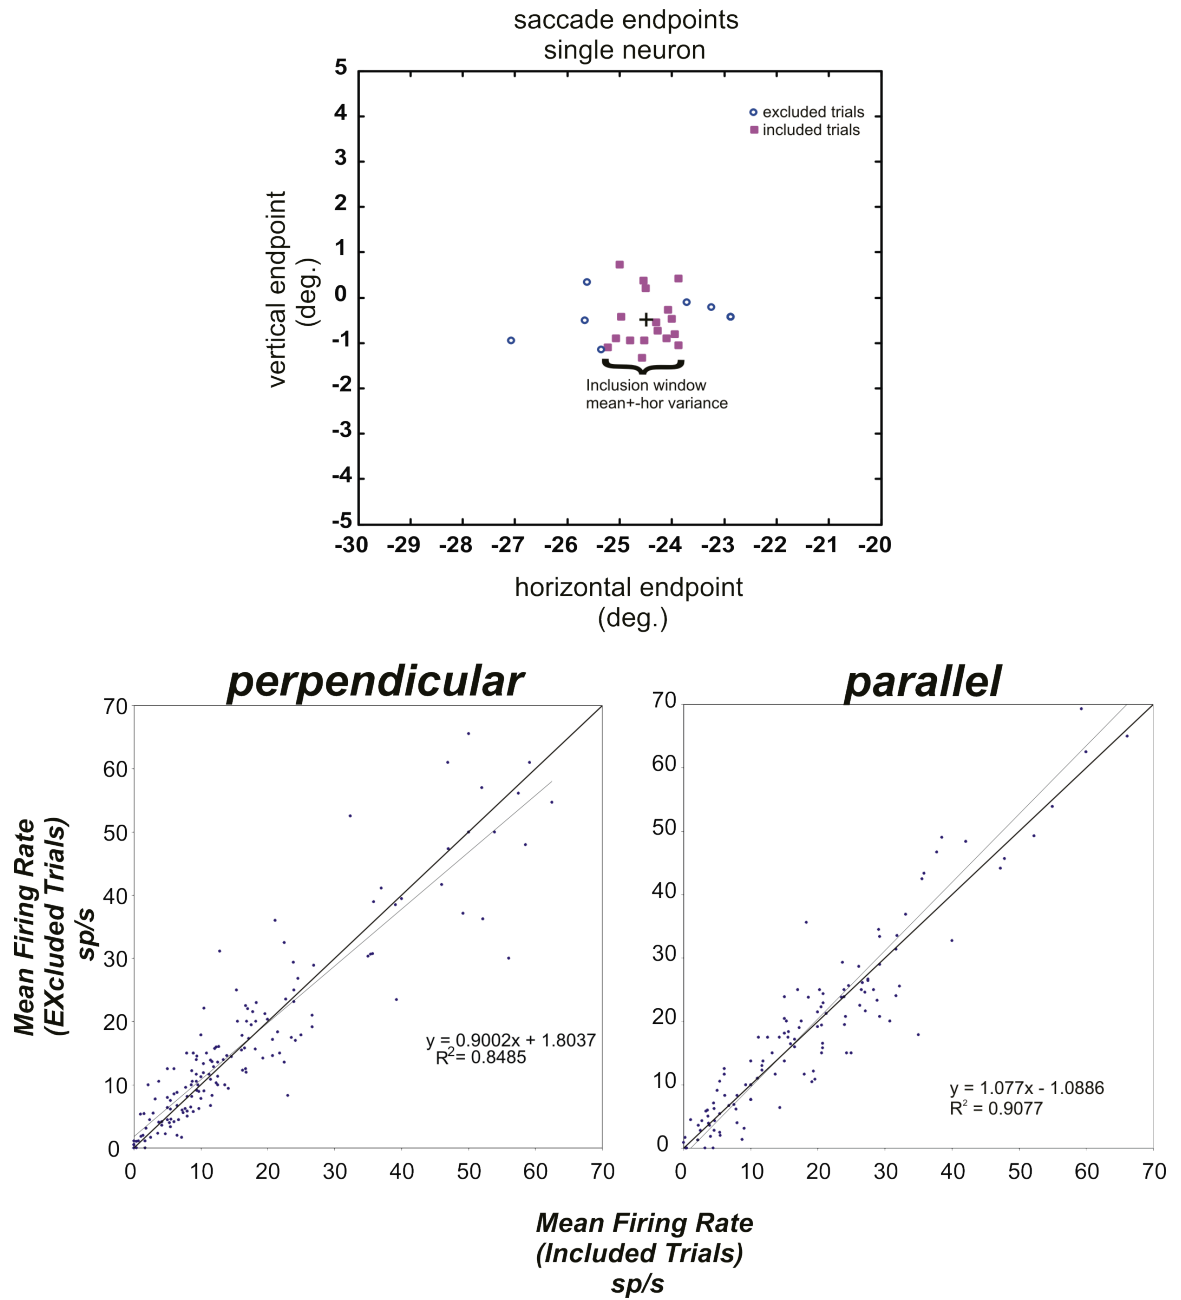 saccade endpoints
single neuron
5
4
3
2
1
0
-1
-2
-3
-4
-5
vertical endpoint
(deg.)
excluded trials
included trials
Inclusion window
mean+-hor variance
-30 -29 -28 -27 -26 -25 -24 -23 -22 -21 -20
horizontal endpoint
(deg.)
perpendicular
70
60
50
40
30
20
10
0
Mean Firing Rate
(EXcluded Trials)
sp/s
y = 0.9002x + 1.8037
R2= 0.8485
0 10 20 30 40 50 60 70
parallel
70
60
50
40
30
20
10
0
y = 1.077x - 1.0886
R² = 0.9077
0 10 20 30 40 50 60 70
Mean Firing Rate
(Included Trials)
sp/s